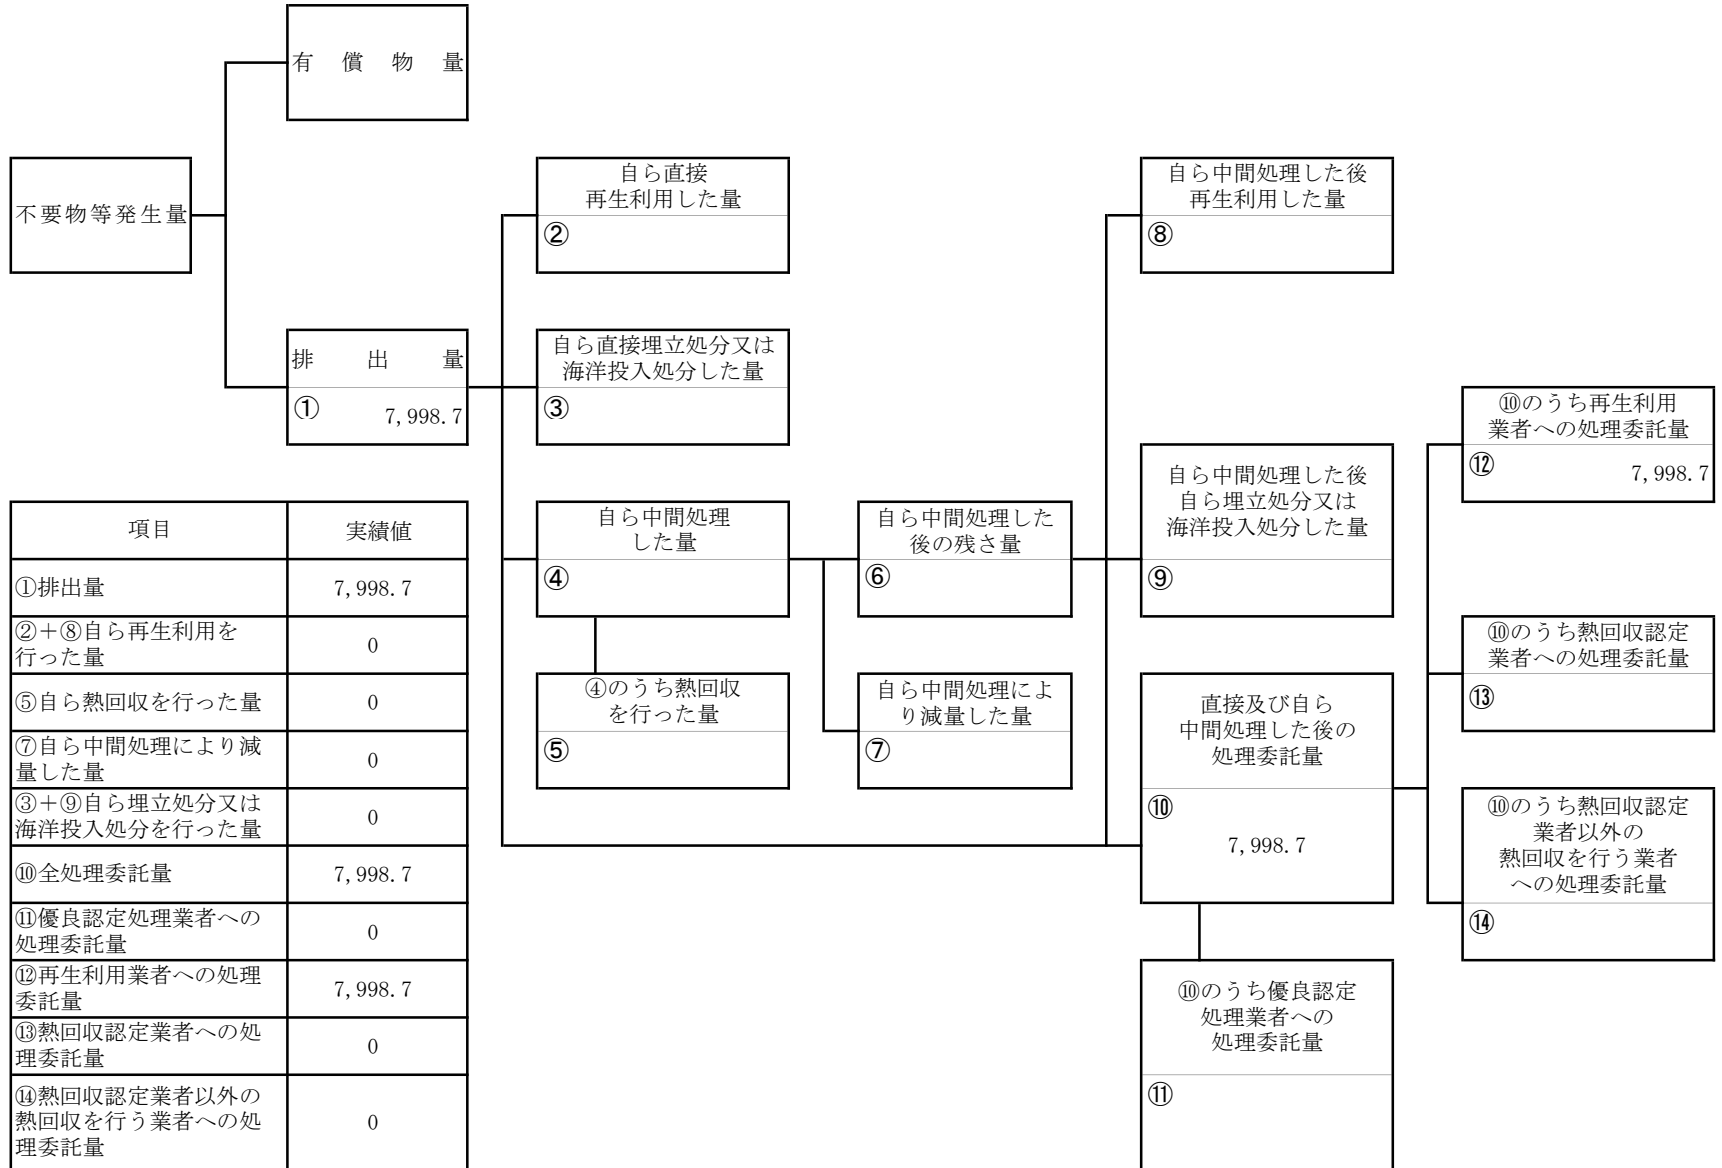 有償物量
不要物等発生量
排出量
①
7,998.7
自ら直接
再生利用した量
②
自ら直接埋立処分又は
海洋投入処分した量
③
自ら中間処理
した量
④
④のうち熱回収
を行った量
⑤
自ら中間処理した
後の残さ量
⑥
自ら中間処理によ
り減量した量
⑦
自ら中間処理した後
再生利用した量
⑧
自ら中間処理した後
自ら埋立処分又は
海洋投入処分した量
⑨
直接及び自ら
中間処理した後の
処理委託量
⑩
7,998.7
⑩のうち優良認定
処理業者への
処理委託量
⑪
⑩のうち再生利用
業者への処理委託量
⑫
7,998.7
⑩のうち熱回収認定
業者への処理委託量
⑬
⑩のうち熱回収認定
業者以外の
熱回収を行う業者
への処理委託量
⑭
項目 実績値
①排出量 7,998.7
②+⑧自ら再生利用を
行った量 0
⑤自ら熱回収を行った量 0
⑦自ら中間処理により減
量した量 0
③+⑨自ら埋立処分又は
海洋投入処分を行った量 0
⑩全処理委託量 7,998.7
⑪優良認定処理業者への
処理委託量 0
⑫再生利用業者への処理
委託量 7,998.7
⑬熱回収認定業者への処
理委託量 0
⑭熱回収認定業者以外の
熱回収を行う業者への処
理委託量 0